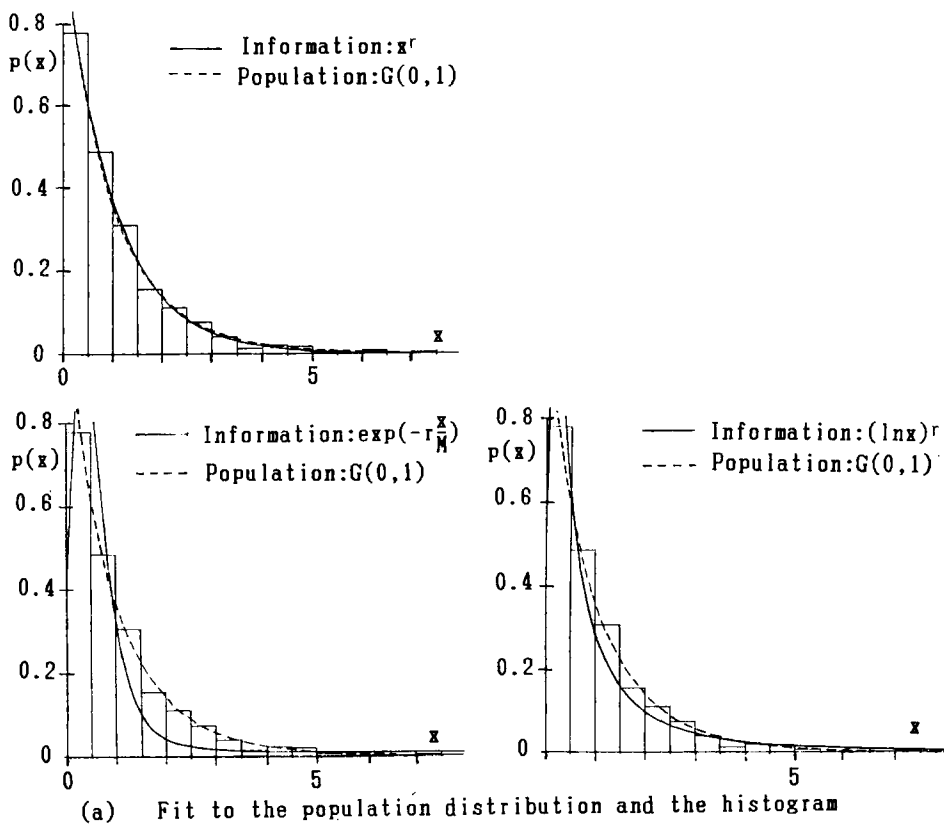 0.8
p(x)
0.6
0.4
0.2
0
0
5
x
Information:xʳ
Population:G(0,1)
0.8
p(x)
0.6
0.4
0.2
0
0
5
x
Information:exp(-r x/M)
Population:G(0,1)
0.8
p(x)
0.6
0.4
0.2
0
5
x
Information:(lnx)ʳ
Population:G(0,1)
(a) Fit to the population distribution and the histogram